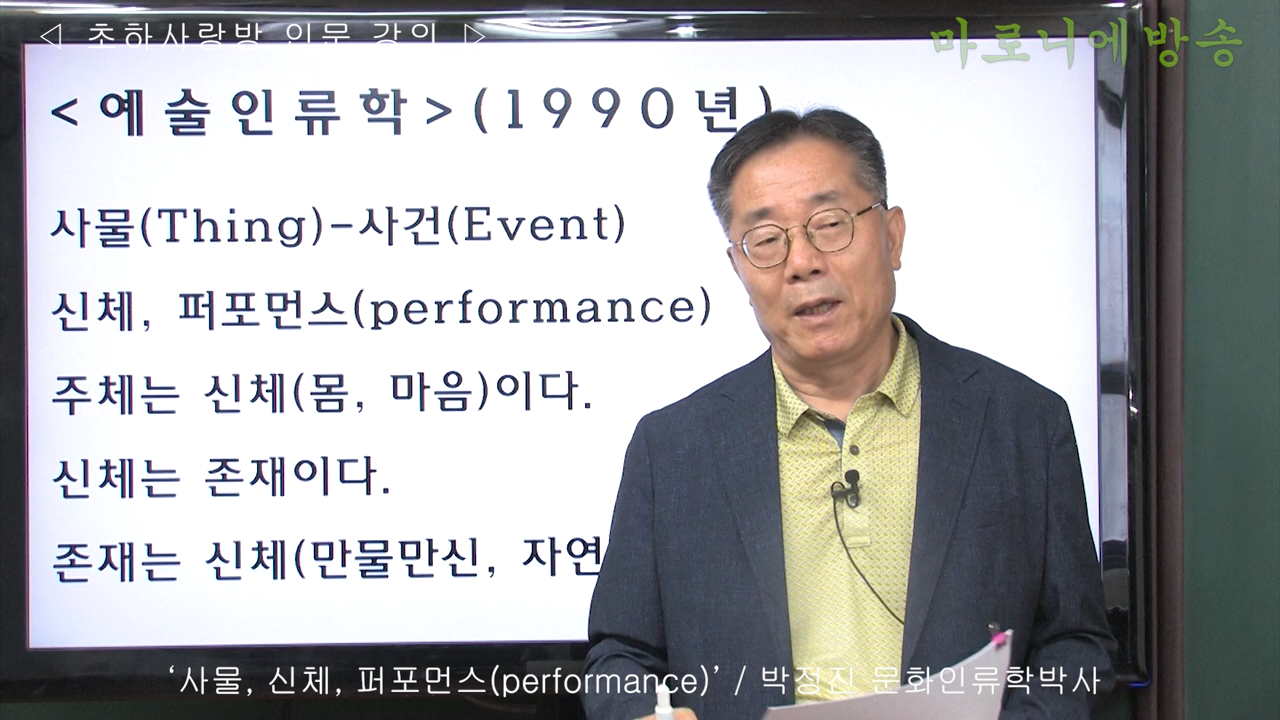 ◁ 초하사랑방 인문 강의 ▷
마로니에방송
<예술인류학>(1990년)
사물(Thing)-사건(Event)
신체, 퍼포먼스(performance)
주체는 신체(몸, 마음)이다.
신체는 존재이다.
존재는 신체(만물만신, 자연
‘사물, 신체, 퍼포먼스(performance)’ / 박정진 문화인류학박사